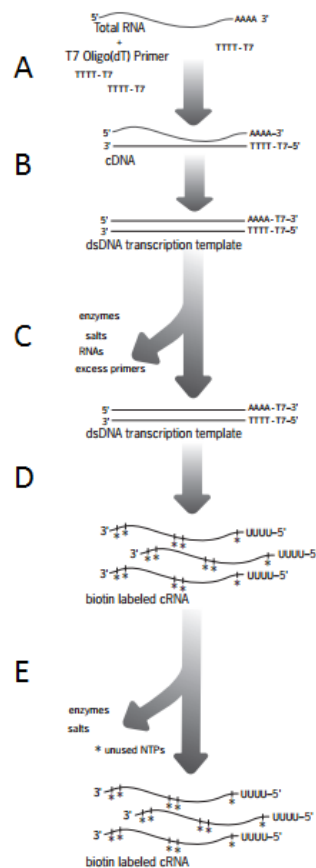 5' AAAA 3'
Total RNA
+
T7 Oligo(dT) Primer
TTTT-T7
TTTT-T7
TTTT-T7
A
5' AAAA-3'
3' TTTT-T7-5'
cDNA
B
5' AAAA-T7-3'
3' TTTT-T7-5'
dsDNA transcription template
C
enzymes
salts
RNAs
excess primers
5' AAAA-T7-3'
3' TTTT-T7-5'
dsDNA transcription template
D
3' UUUU-5'
3' UUUU-5'
3' UUUU-5'
biotin labeled cRNA
E
enzymes
salts
* unused NTPs
3' UUUU-5'
3' UUUU-5'
3' UUUU-5'
biotin labeled cRNA